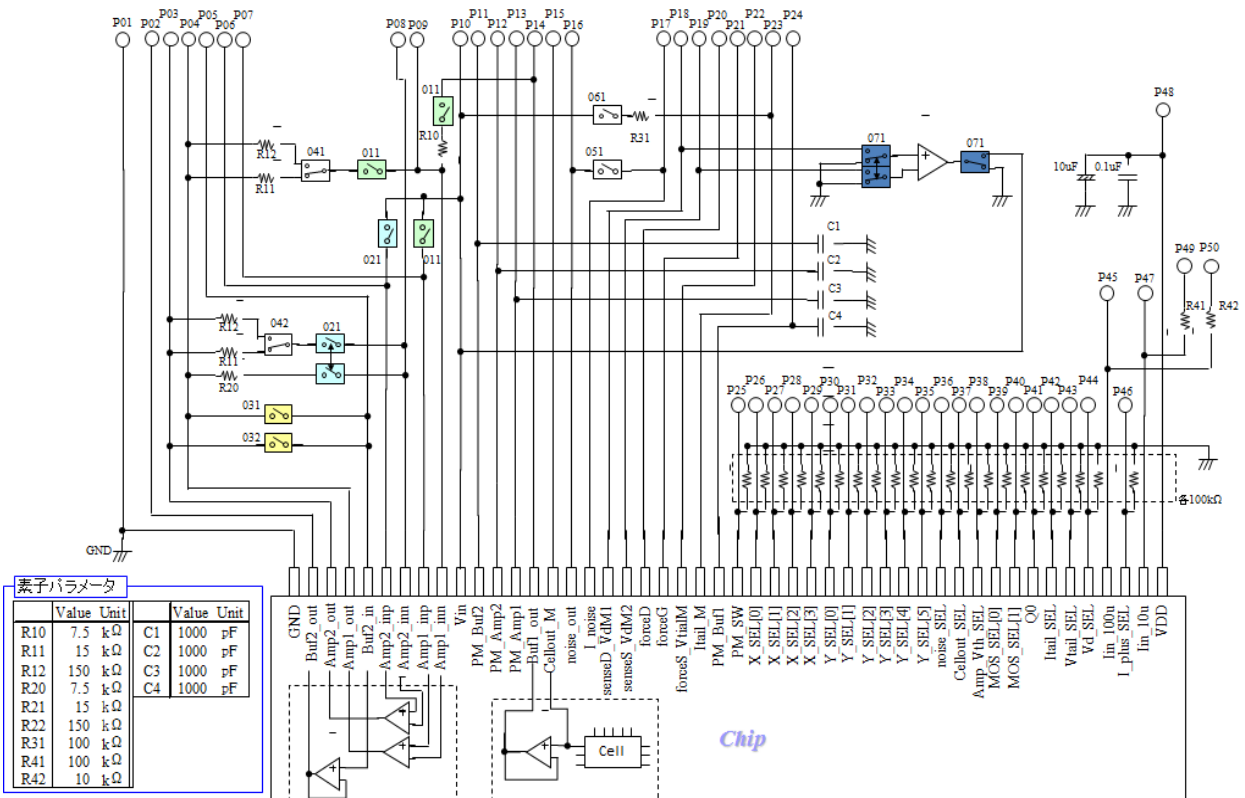 P01
P02
P03
P04
P05
P06
P07
P08
P09
P10
P11
P12
P13
P14
P15
P16
P17
P18
P19
P20
P21
P22
P23
P24
P48
011
R10
061
R31
051
071
071
R12
041
011
R11
10uF
0.1uF
021
011
C1
C2
C3
C4
P49
P50
P45
P47
R41
R42
R12
042
021
R11
R20
031
032
P25
P26
P27
P28
P29
P30
P31
P32
P33
P34
P35
P36
P37
P38
P39
P40
P41
P42
P43
P44
P46
各100kΩ
GND
素子パラメータ
Value Unit Value Unit
R10 7.5 kΩ C1 1000 pF
R11 15 kΩ C2 1000 pF
R12 150 kΩ C3 1000 pF
R20 7.5 kΩ C4 1000 pF
R21 15 kΩ
R22 150 kΩ
R31 100 kΩ
R41 100 kΩ
R42 10 kΩ
GND
Buf2_out
Amp2_out
Amp1_out
Buf2_in
Amp2_inp
Amp2_inn
Amp1_inp
Amp1_inn
Vin
PM_Buf2
PM_Amp2
PM_Amp1
Buf1_out
Cellout_M
noise_out
I_noise
senseD_VdM1
senseS_VdM2
forceD
forceG
forceS_VtialM
Itail_M
PM_Buf1
PM_SW
X_SEL[0]
X_SEL[1]
X_SEL[2]
X_SEL[3]
Y_SEL[0]
Y_SEL[1]
Y_SEL[2]
Y_SEL[3]
Y_SEL[4]
Y_SEL[5]
noise_SEL
Cellout_SEL
Amp_Vth_SEL
MOS_SEL[0]
MOS_SEL[1]
Q0
Itail_SEL
Vtail_SEL
Vd_SEL
Iin_100u
I_plus_SEL
Iin_10u
VDD
Cell
Chip